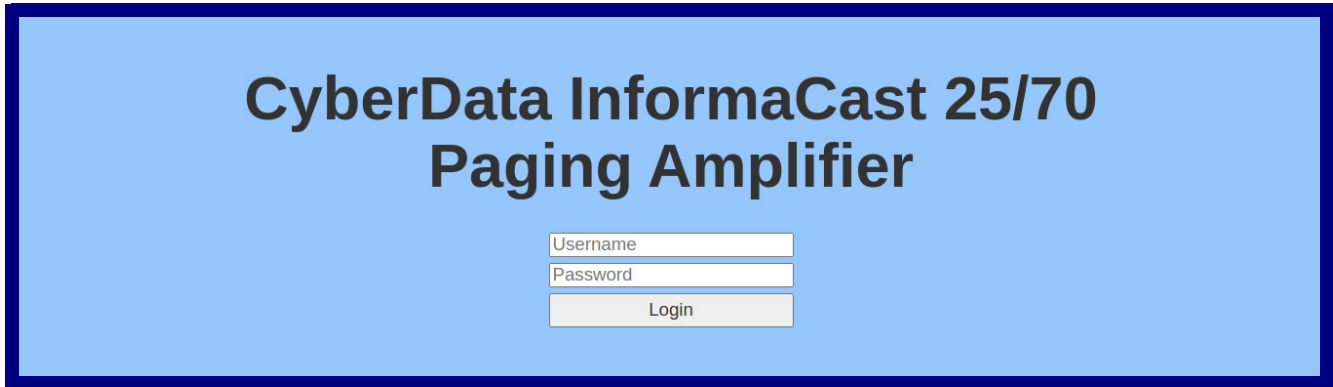 CyberData InformaCast 25/70
Paging Amplifier
Username
Password
Login